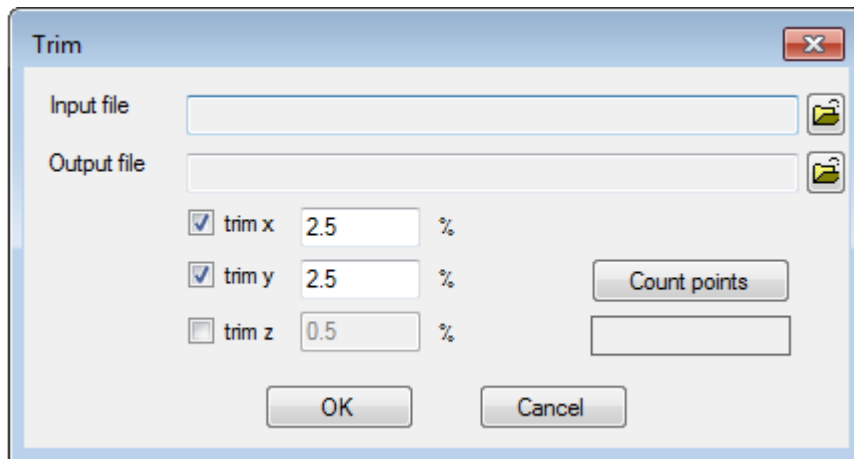 Trim
Input file
Output file
trim x 2.5 %
trim y 2.5 % Count points
trim z 0.5 %
OK Cancel